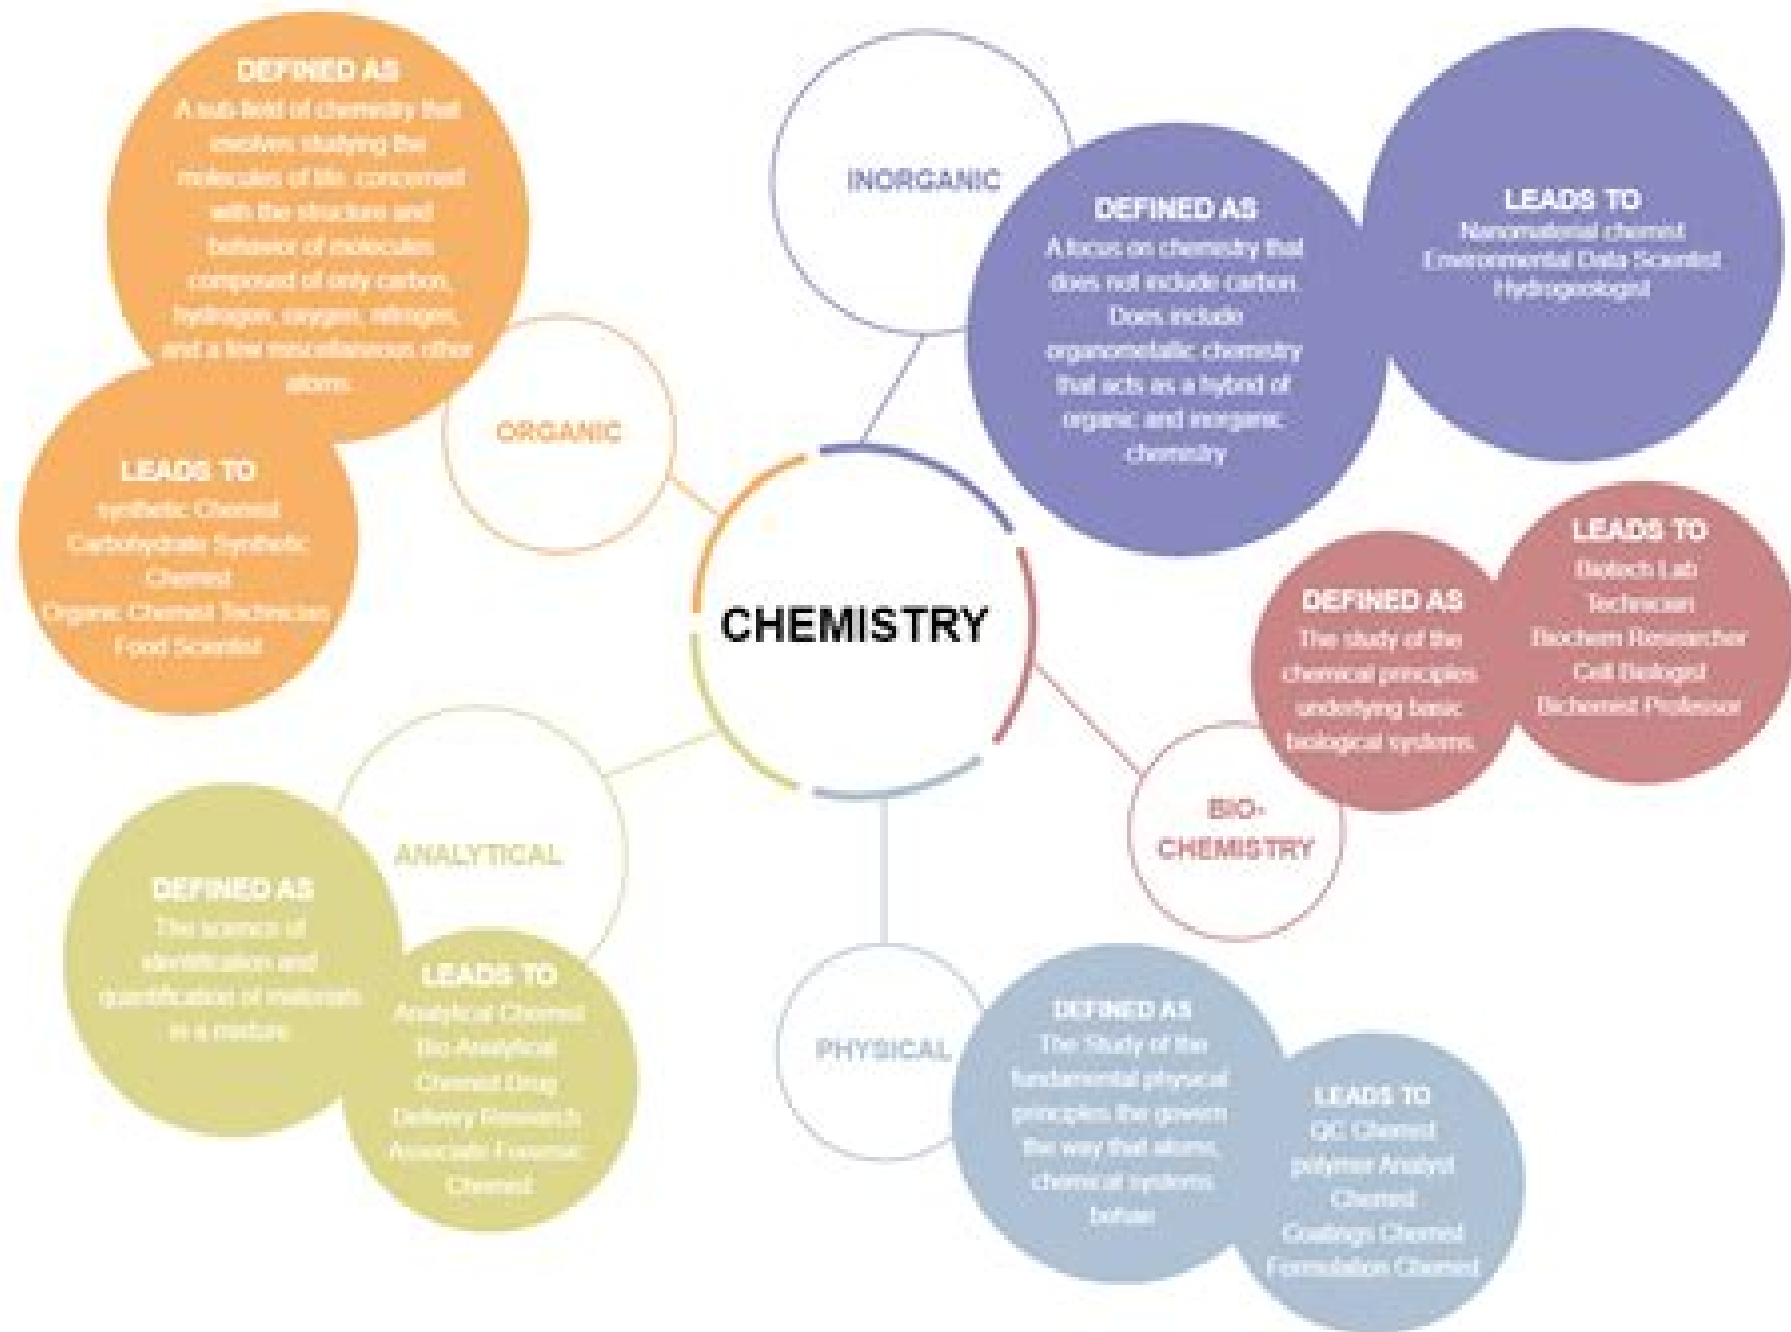 DEFINED AS
A sub-field of chemistry that
involves studying the
molecules of life. concerned
with the structure and
behavior of molecules
composed of only carbon,
hydrogen, oxygen, nitrogen,
and a few miscellaneous other
atoms
LEADS TO
synthetic Chemist
Carbohydrate Synthetic
Chemist
Organic Chemist Technician
Food Scientist
ORGANIC
INORGANIC
DEFINED AS
A focus on chemistry that
does not include carbon.
Does include
organometallic chemistry
that acts as a hybrid of
organic and inorganic
chemistry
LEADS TO
Nanomaterial chemist
Environmental Data Scientist
Hydrogeologist
CHEMISTRY
DEFINED AS
The study of the
chemical principles
underlying basic
biological systems.
LEADS TO
Biotech Lab
Technician
Biochem Researcher
Cell Biologist
Bichemist Professor
BIO-
CHEMISTRY
ANALYTICAL
DEFINED AS
The science of
identification and
quantification of materials
in a mixture
LEADS TO
Analytical Chemist
Bio-Analytical
Chemist Drug
Delivery Research
Associate Forensic
Chemist
PHYSICAL
DEFINED AS
The Study of the
fundamental physical
principles the govern
the way that atoms,
chemical systems
LEADS TO
QC Chemist
polymer Analyst
Chemist
Coatings Chemist
Formulation Chemist